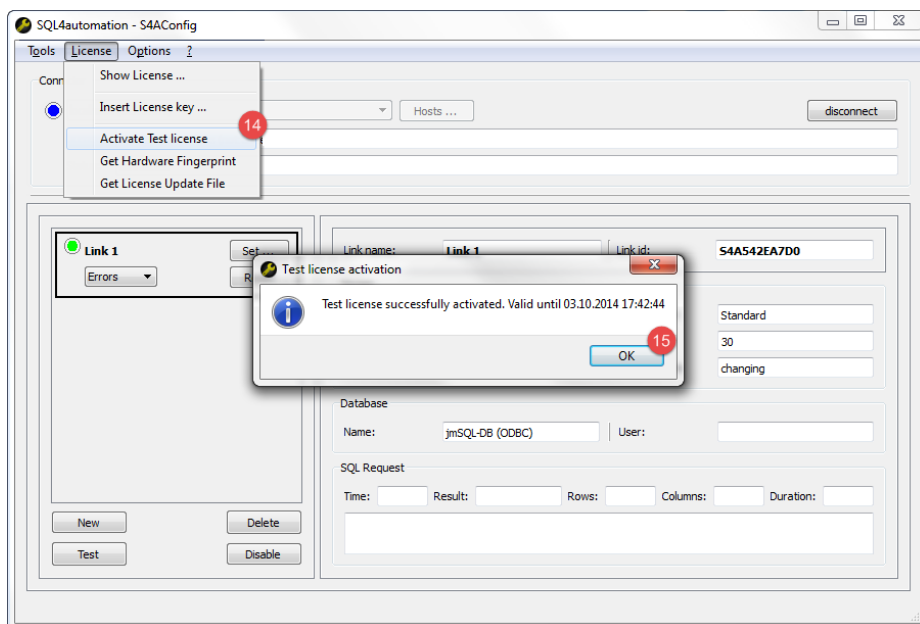 SQL4automation - S4AConfig
Tools License Options ?
Show License ...
Insert License key ...
Activate Test license
Get Hardware Fingerprint
Get License Update File
14
Conn
Hosts ...
disconnect
Link 1
Set ...
Errors
R
Link name: Link 1 Link id: S4A542EA7D0
Test license activation
Test license successfully activated. Valid until 03.10.2014 17:42:44
15
OK
Standard
30
changing
Database
Name: jmSQL-DB (ODBC) User:
SQL Request
Time: Result: Rows: Columns: Duration:
New Delete
Test Disable